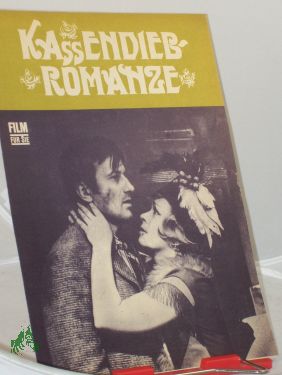 KASSENDIEB-
ROMANZE
FILM
FÜR SIE